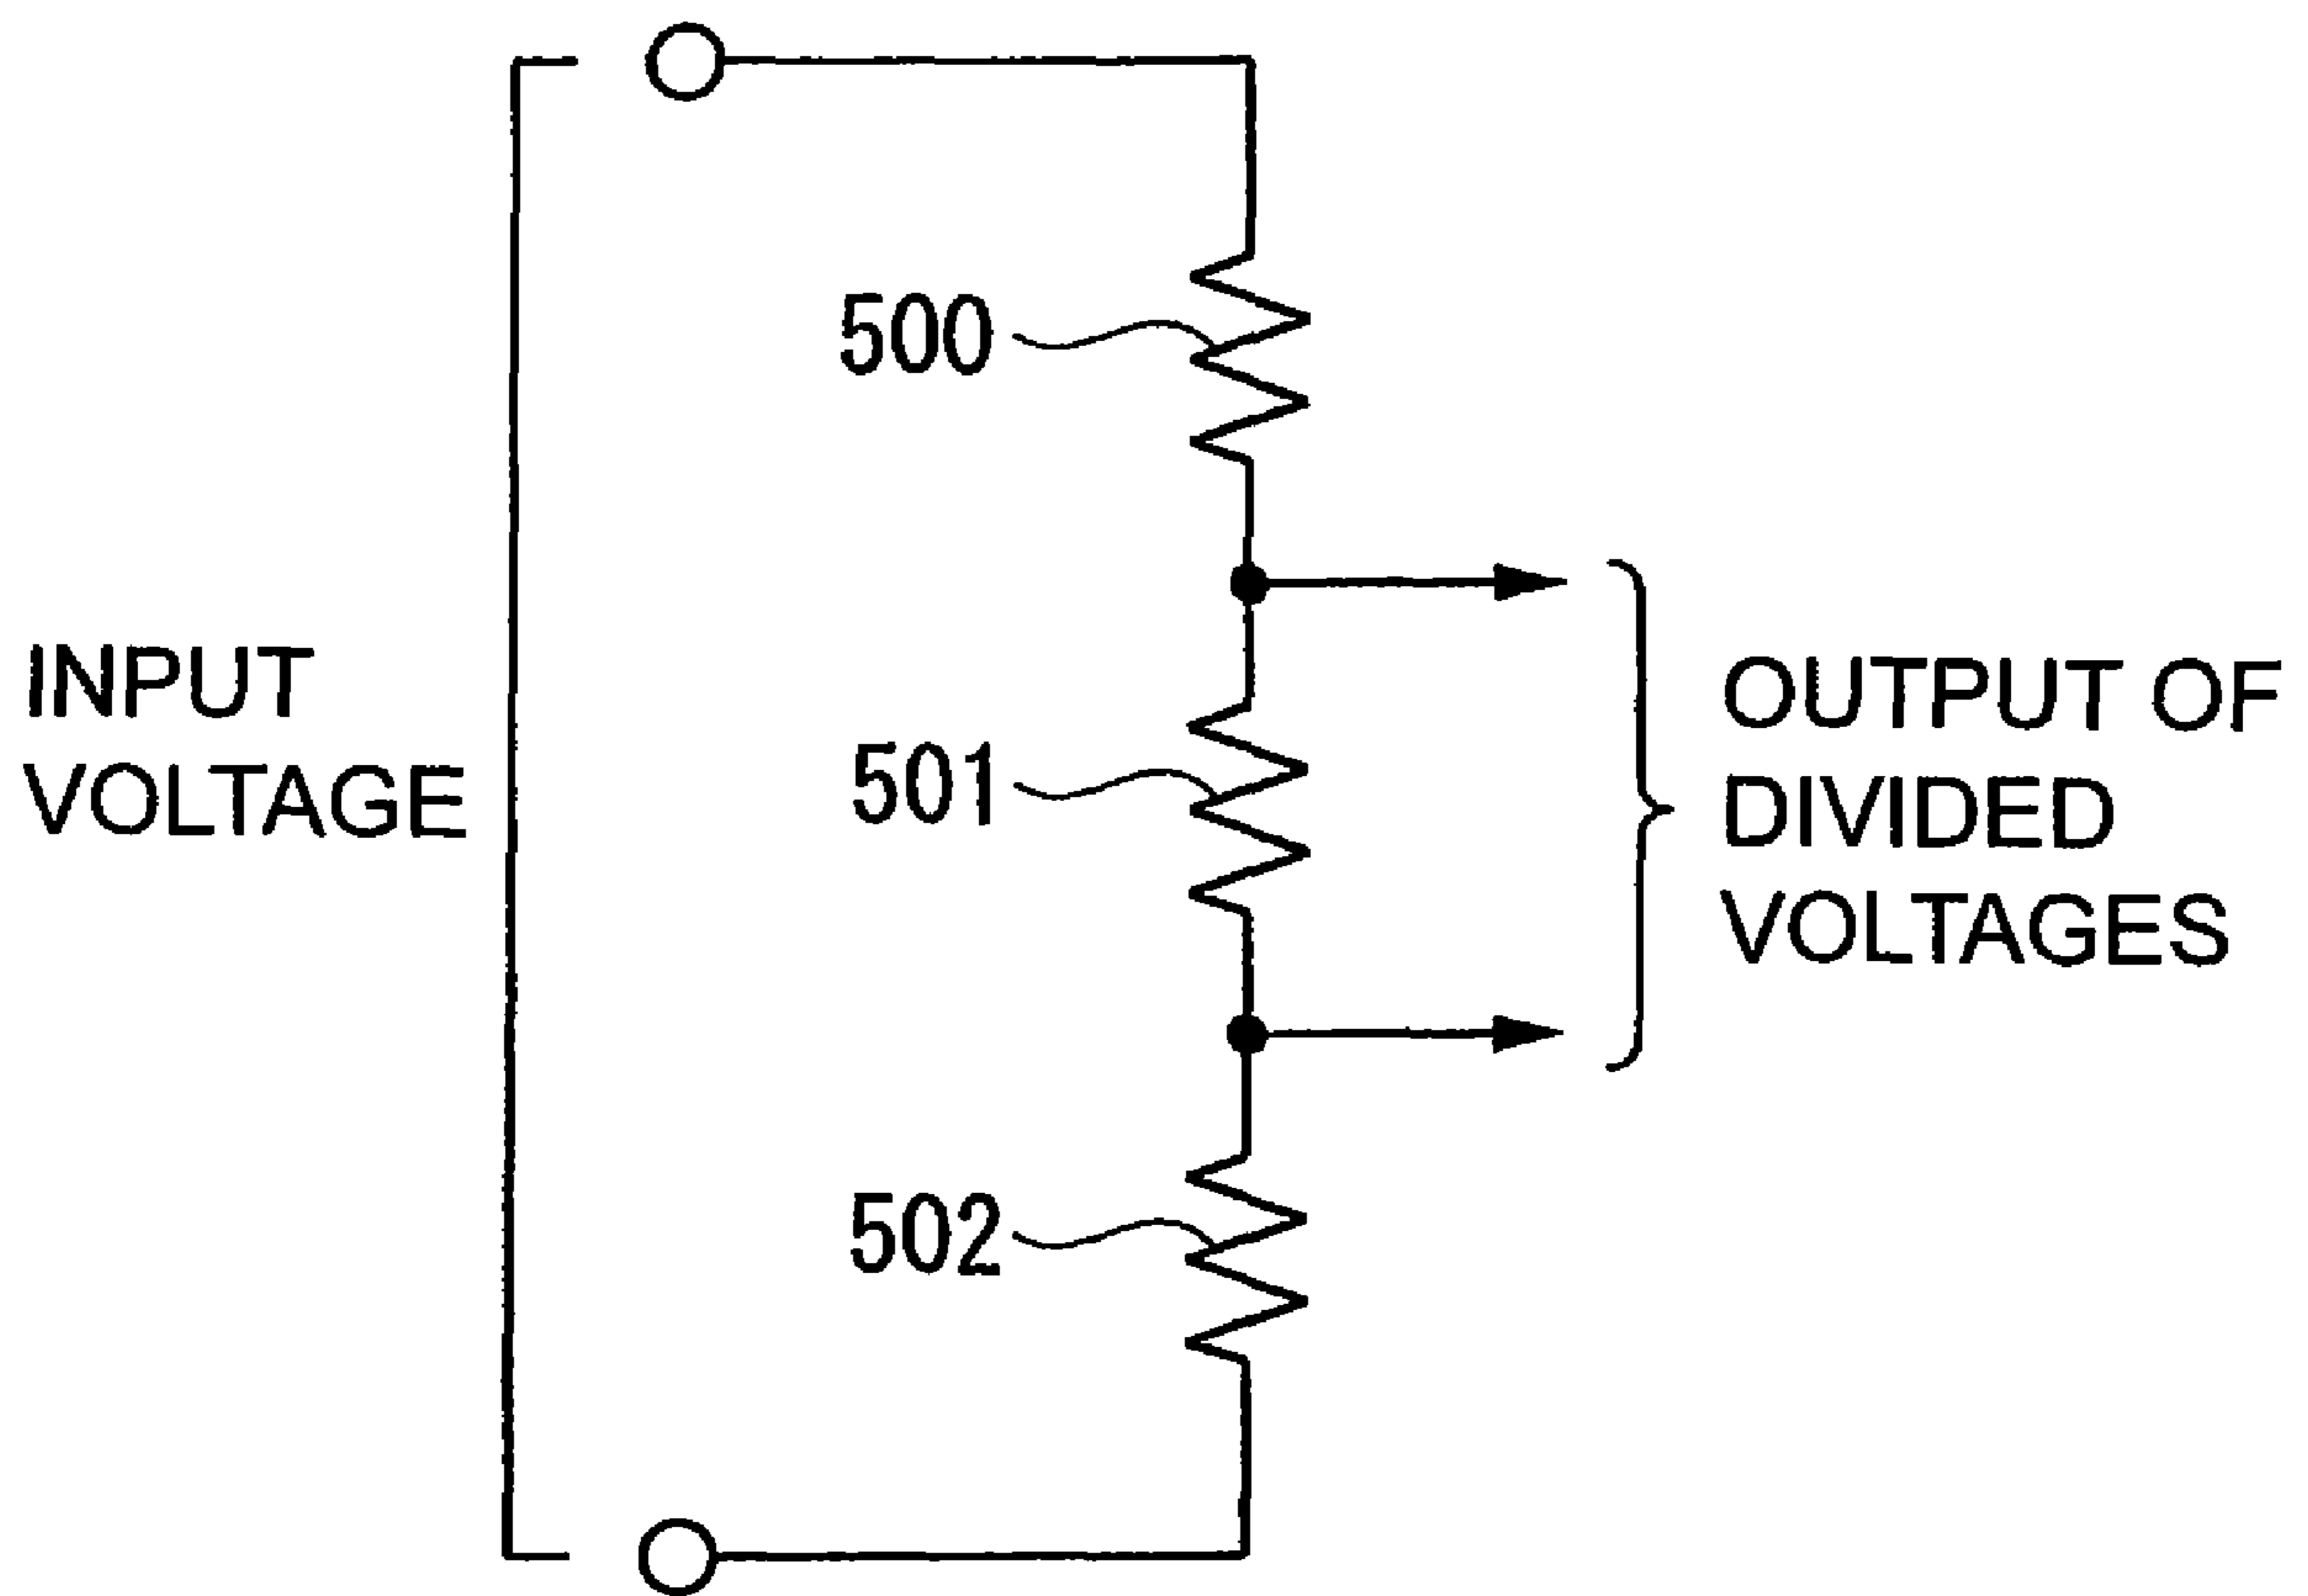 500
INPUT
VOLTAGE
501
OUTPUT OF
DIVIDED
VOLTAGES
502